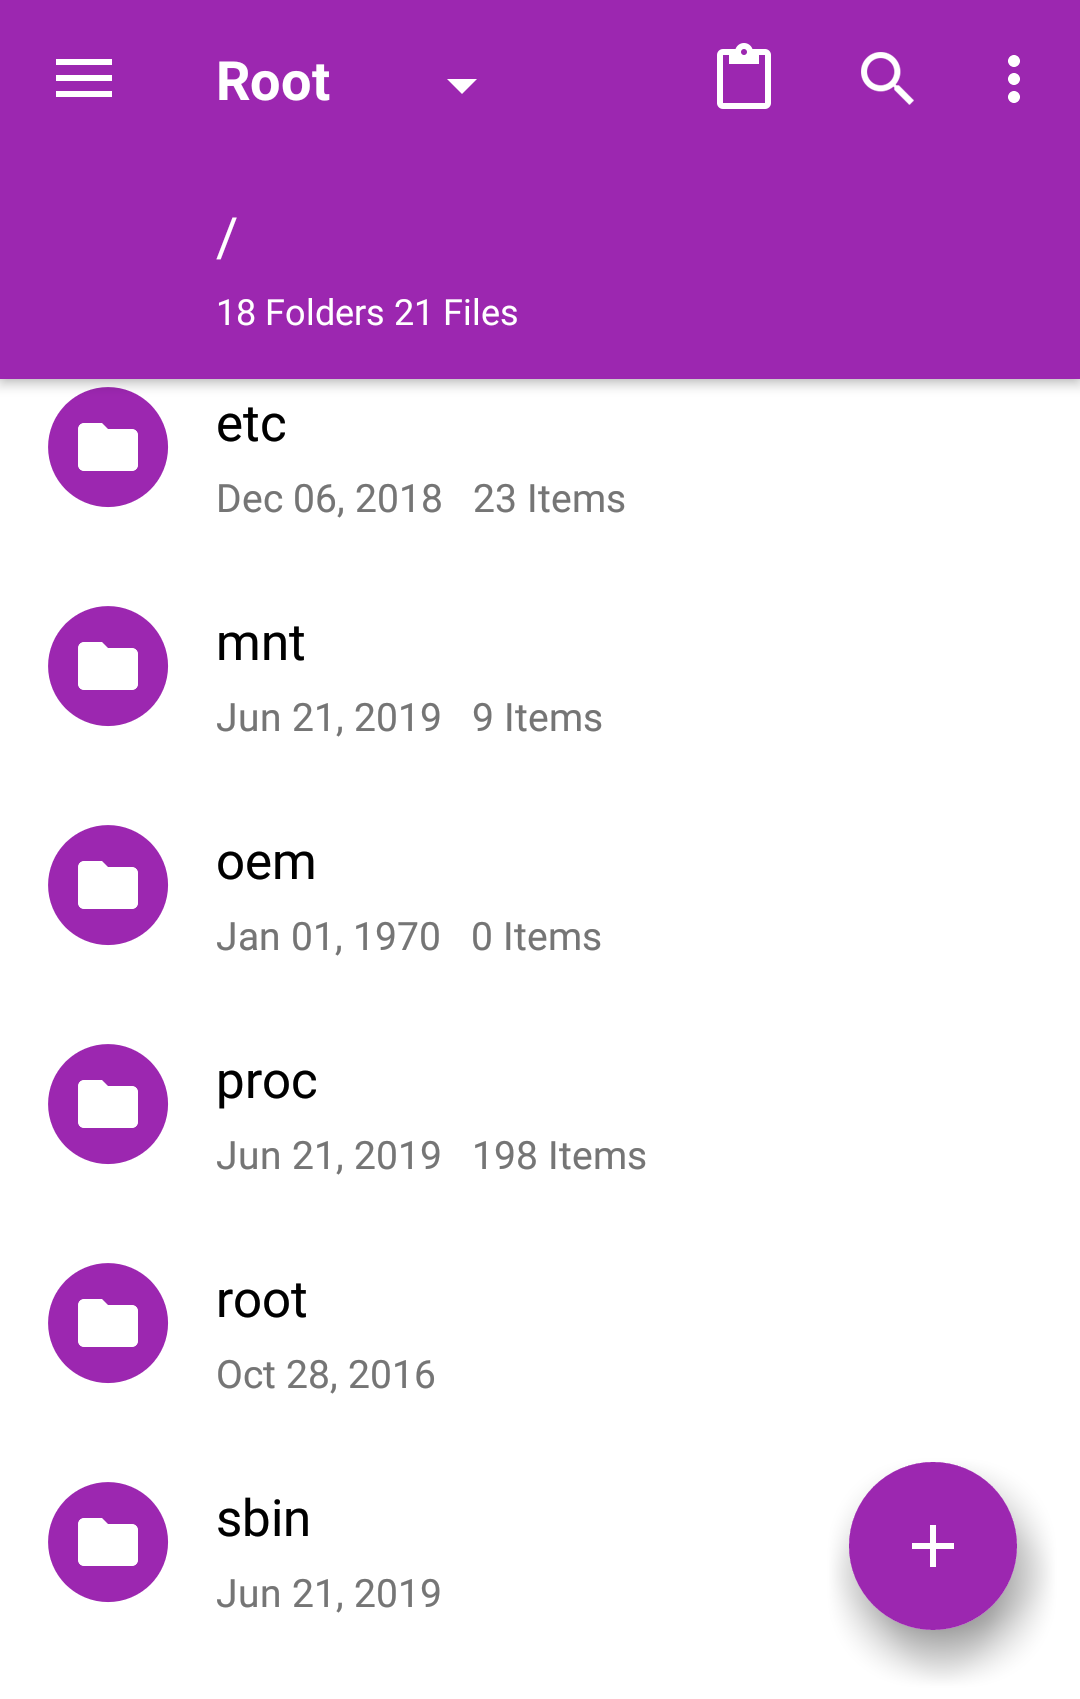 Root
/
18 Folders 21 Files
etc
Dec 06, 2018 23 Items
mnt
Jun 21, 2019 9 Items
oem
Jan 01, 1970 0 Items
proc
Jun 21, 2019 198 Items
root
Oct 28, 2016
sbin
Jun 21, 2019